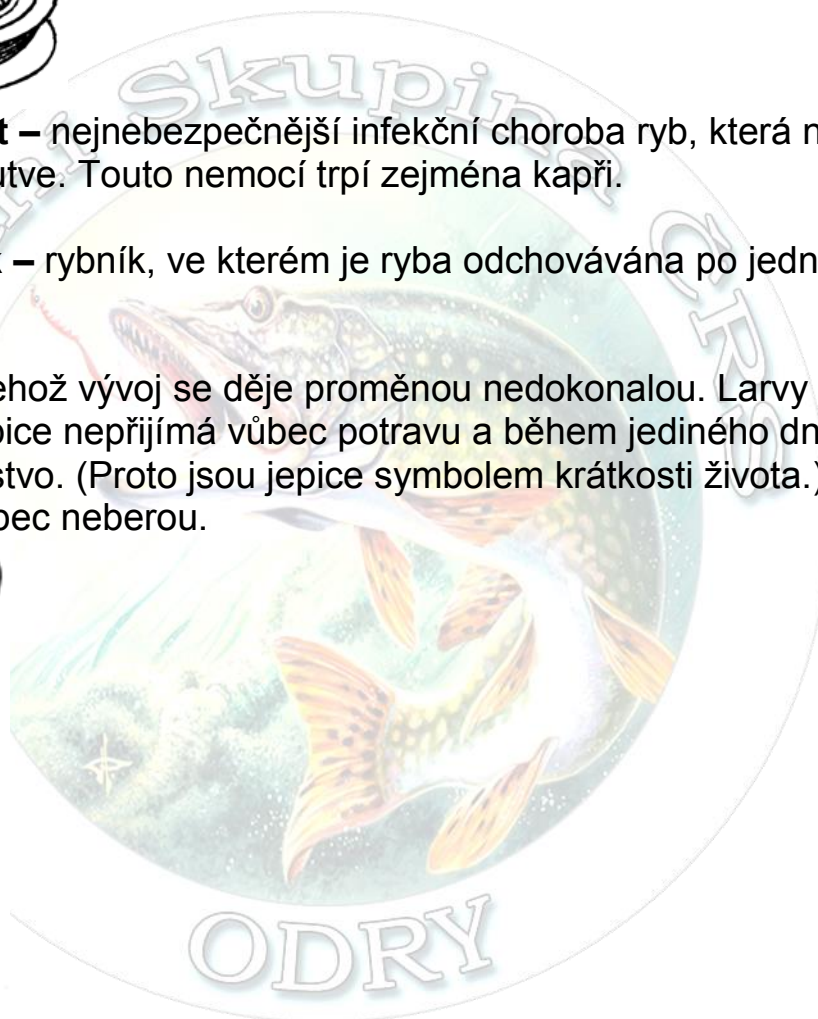 Skupina ČRS
t – nejnebezpečnější infekční choroba ryb, která n
utve. Touto nemocí trpí zejména kapři.
– rybník, ve kterém je ryba odchovávána po jedn
ehož vývoj se děje proměnou nedokonalou. Larvy
pice nepřijímá vůbec potravu a během jediného dn
stvo. (Proto jsou jepice symbolem krátkosti života.)
bec neberou.
ODRY